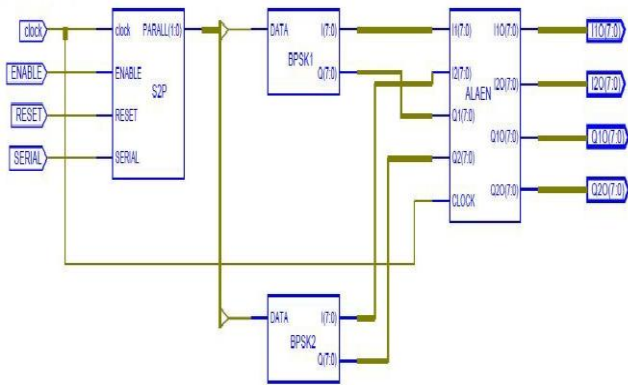 clock
ENABLE
RESET
SERIAL
clock PARALL(1:0)
ENABLE
S2P
RESET
SERIAL
DATA I(7:0)
BPSK1
Q(7:0)
I1(7:0) I1O(7:0)
I2(7:0) I2O(7:0)
ALAEN
Q1(7:0) Q1O(7:0)
Q2(7:0) Q2O(7:0)
CLOCK
I1O(7:0)
I2O(7:0)
Q1O(7:0)
Q2O(7:0)
DATA I(7:0)
BPSK2
Q(7:0)